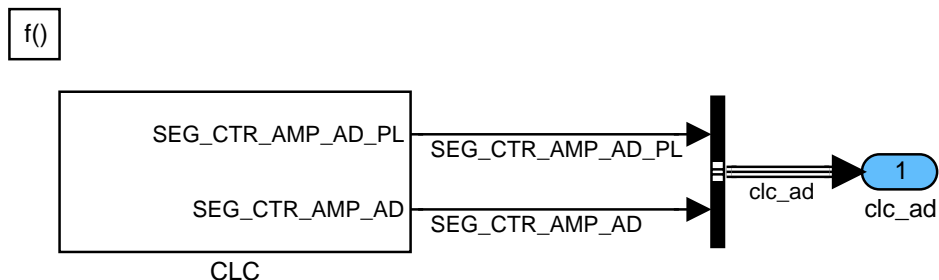 f()
SEG_CTR_AMP_AD_PL
SEG_CTR_AMP_AD_PL
SEG_CTR_AMP_AD
SEG_CTR_AMP_AD
CLC
clc_ad
1
clc_ad